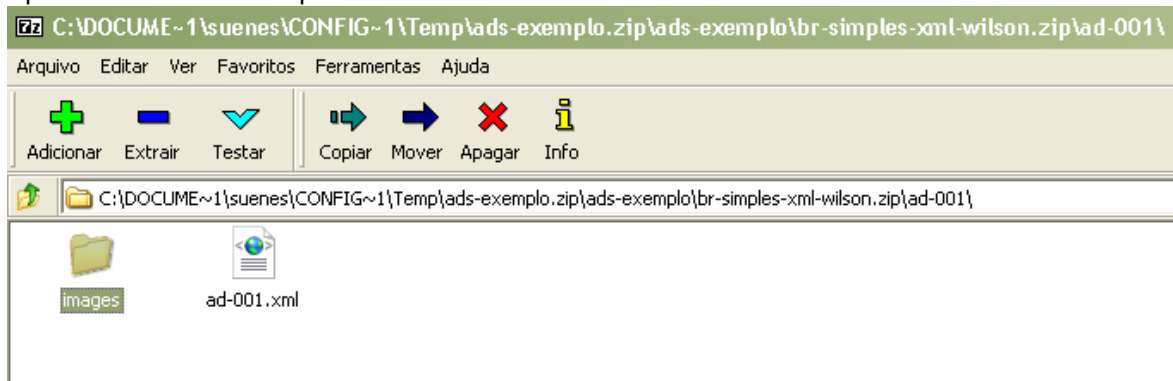 7z C:\DOCUME~1\suenes\CONFIG~1\Temp\ads-exemplo.zip\ads-exemplo\br-simples-xml-wilson.zip\ad-001\
Arquivo Editar Ver Favoritos Ferramentas Ajuda
Adicionar Extrair Testar Copiar Mover Apagar Info
C:\DOCUME~1\suenes\CONFIG~1\Temp\ads-exemplo.zip\ads-exemplo\br-simples-xml-wilson.zip\ad-001\
images ad-001.xml